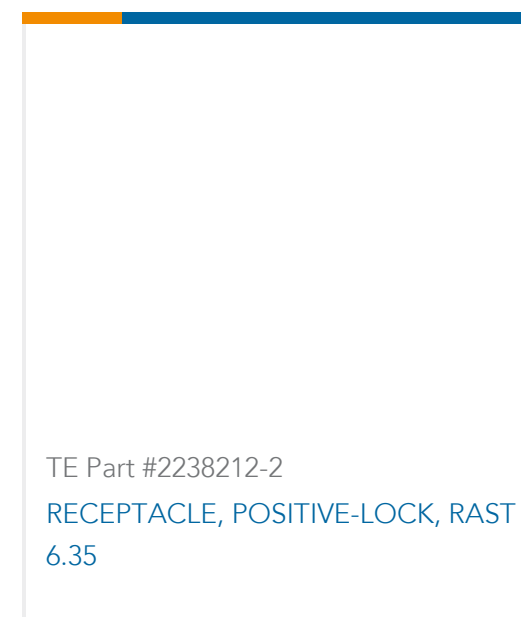 TE Part #2238212-2
RECEPTACLE, POSITIVE-LOCK, RAST
6.35